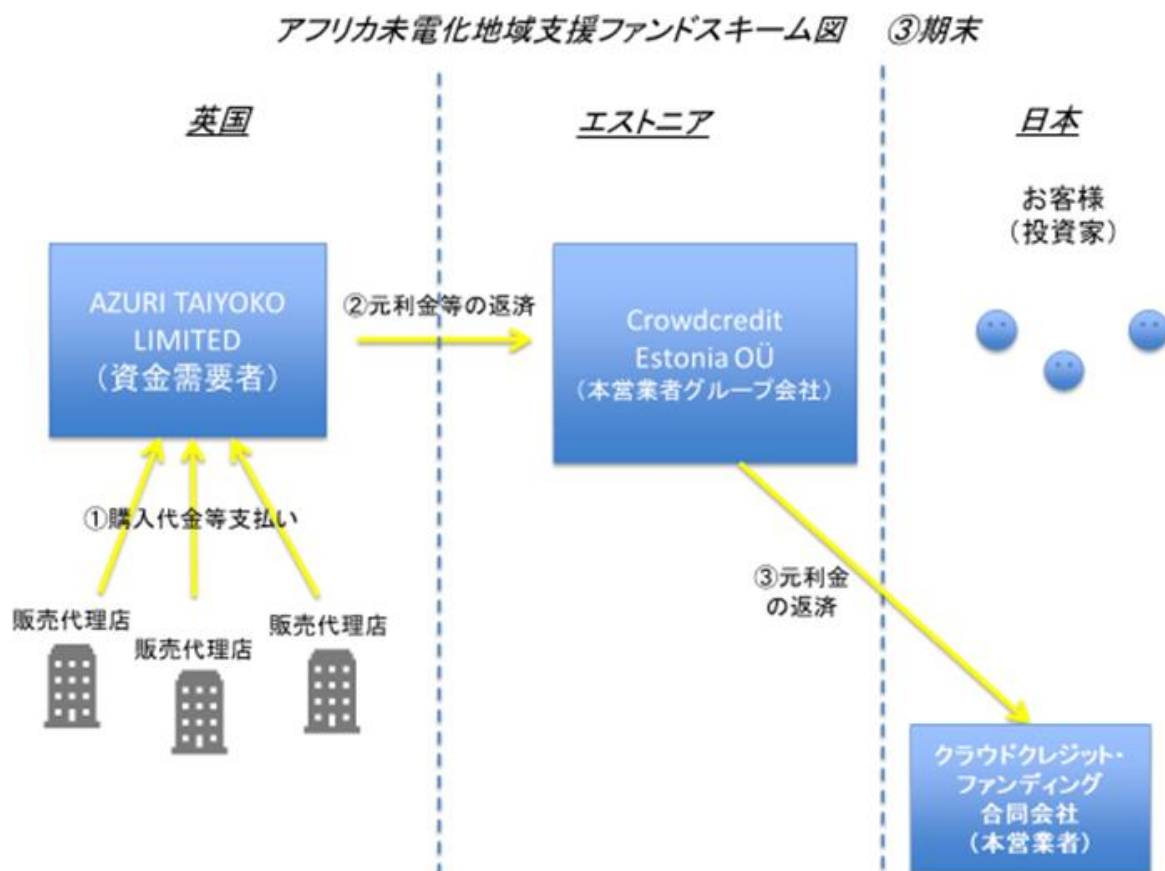 アフリカ未電化地域支援ファンドスキーム図　③期末
英国
エストニア
日本
お客様
（投資家）
AZURI TAIYOKO
LIMITED
（資金需要者）
②元利金等の返済
Crowdcredit
Estonia OÜ
（本営業者グループ会社）
①購入代金等支払い
③元利金
の返済
販売代理店
販売代理店
販売代理店
クラウドクレジット・
ファンディング
合同会社
（本営業者）